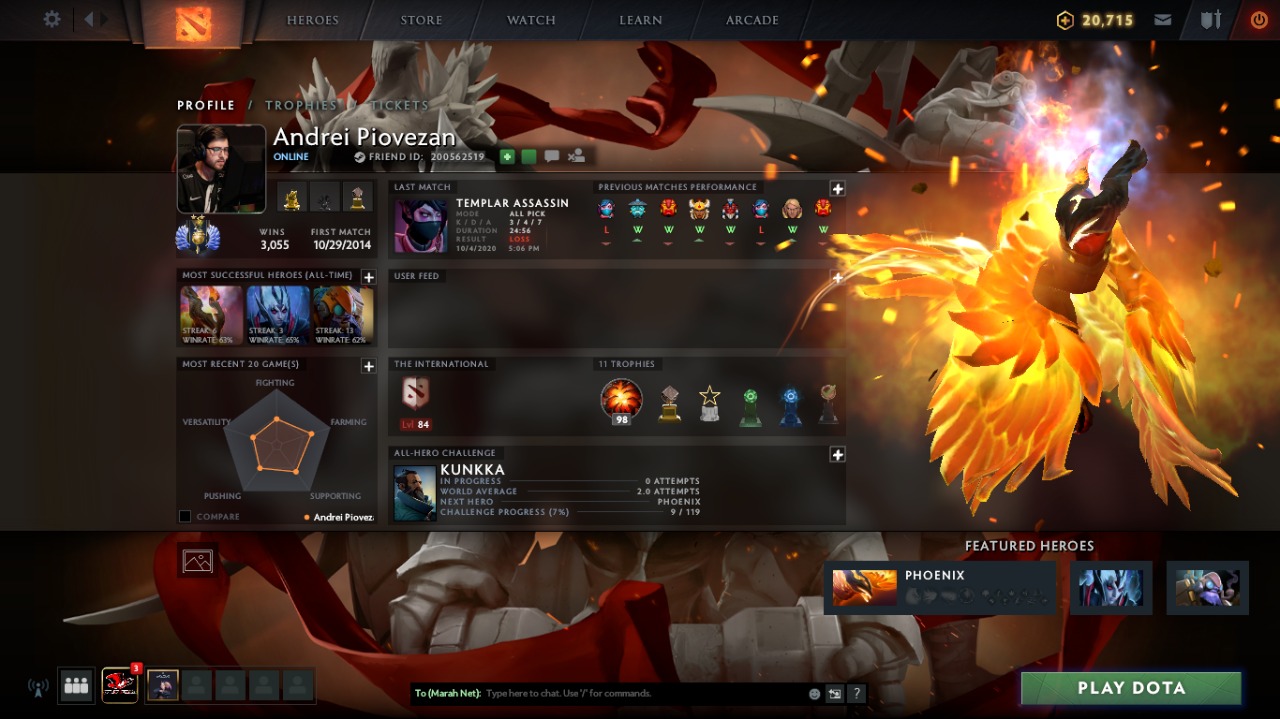 HEROES
STORE
WATCH
LEARN
ARCADE
20,715
PROFILE / TROPHIES / TICKETS
Andrei Piovezan
ONLINE
FRIEND ID: 200562519
WINS
3,055
FIRST MATCH
10/29/2014
LAST MATCH
TEMPLAR ASSASSIN
MODE ALL PICK
K / D / A 3 / 4 / 7
DURATION 24:56
RESULT LOSS
10/4/2020 5:06 PM
PREVIOUS MATCHES PERFORMANCE
L W W W W L W W
MOST SUCCESSFUL HEROES (ALL-TIME)
STREAK: 6
WINRATE: 63%
STREAK: 3
WINRATE: 65%
STREAK: 13
WINRATE: 62%
USER FEED
MOST RECENT 20 GAME(S)
FIGHTING
VERSATILITY
FARMING
PUSHING
SUPPORTING
COMPARE
Andrei Piovez
THE INTERNATIONAL
Lvl 84
11 TROPHIES
98
ALL-HERO CHALLENGE
KUNKKA
IN PROGRESS 0 ATTEMPTS
WORLD AVERAGE 2.0 ATTEMPTS
NEXT HERO PHOENIX
CHALLENGE PROGRESS (7%) 9 / 119
FEATURED HEROES
PHOENIX
3
To (Marah Net): Type here to chat. Use '/' for commands.
?
PLAY DOTA